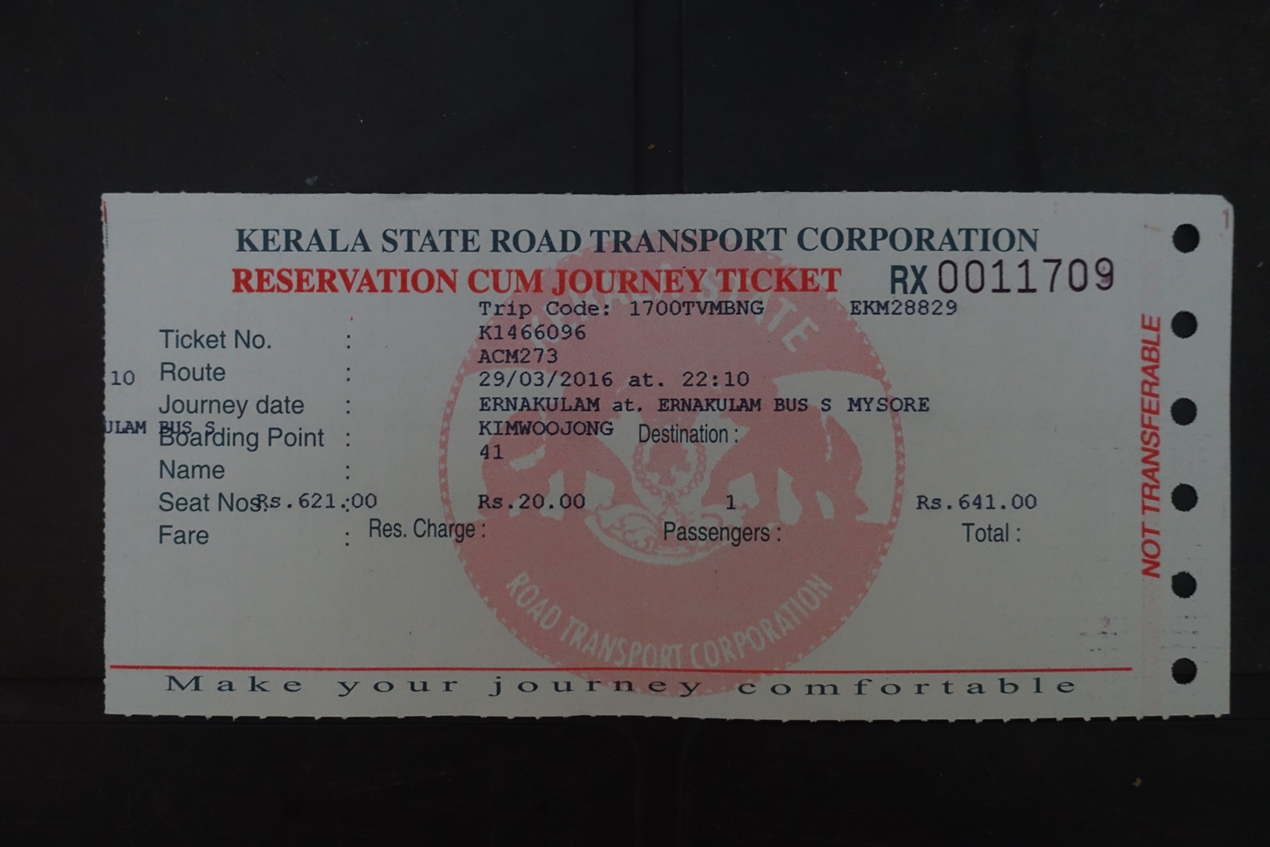 KERALA STATE ROAD TRANSPORT CORPORATION
RESERVATION CUM JOURNEY TICKET RX 0011709
Trip Code: 1700TVMBNG EKM28829
Ticket No. : K1466096
ACM273
10 Route : 29/03/2016 at. 22:10
Journey date : ERNAKULAM at. ERNAKULAM BUS S MYSORE
ULAM BUS S
Boarding Point : KIMWOOJONG Destination :
41
Name :
Seat Nos. : Rs.621.00 Rs.20.00 1 Rs.641.00
Fare : Res. Charge : Passengers : Total :
STATE
ROAD TRANSPORT CORPORATION
Make your journey comfortable
NOT TRANSFERABLE
1